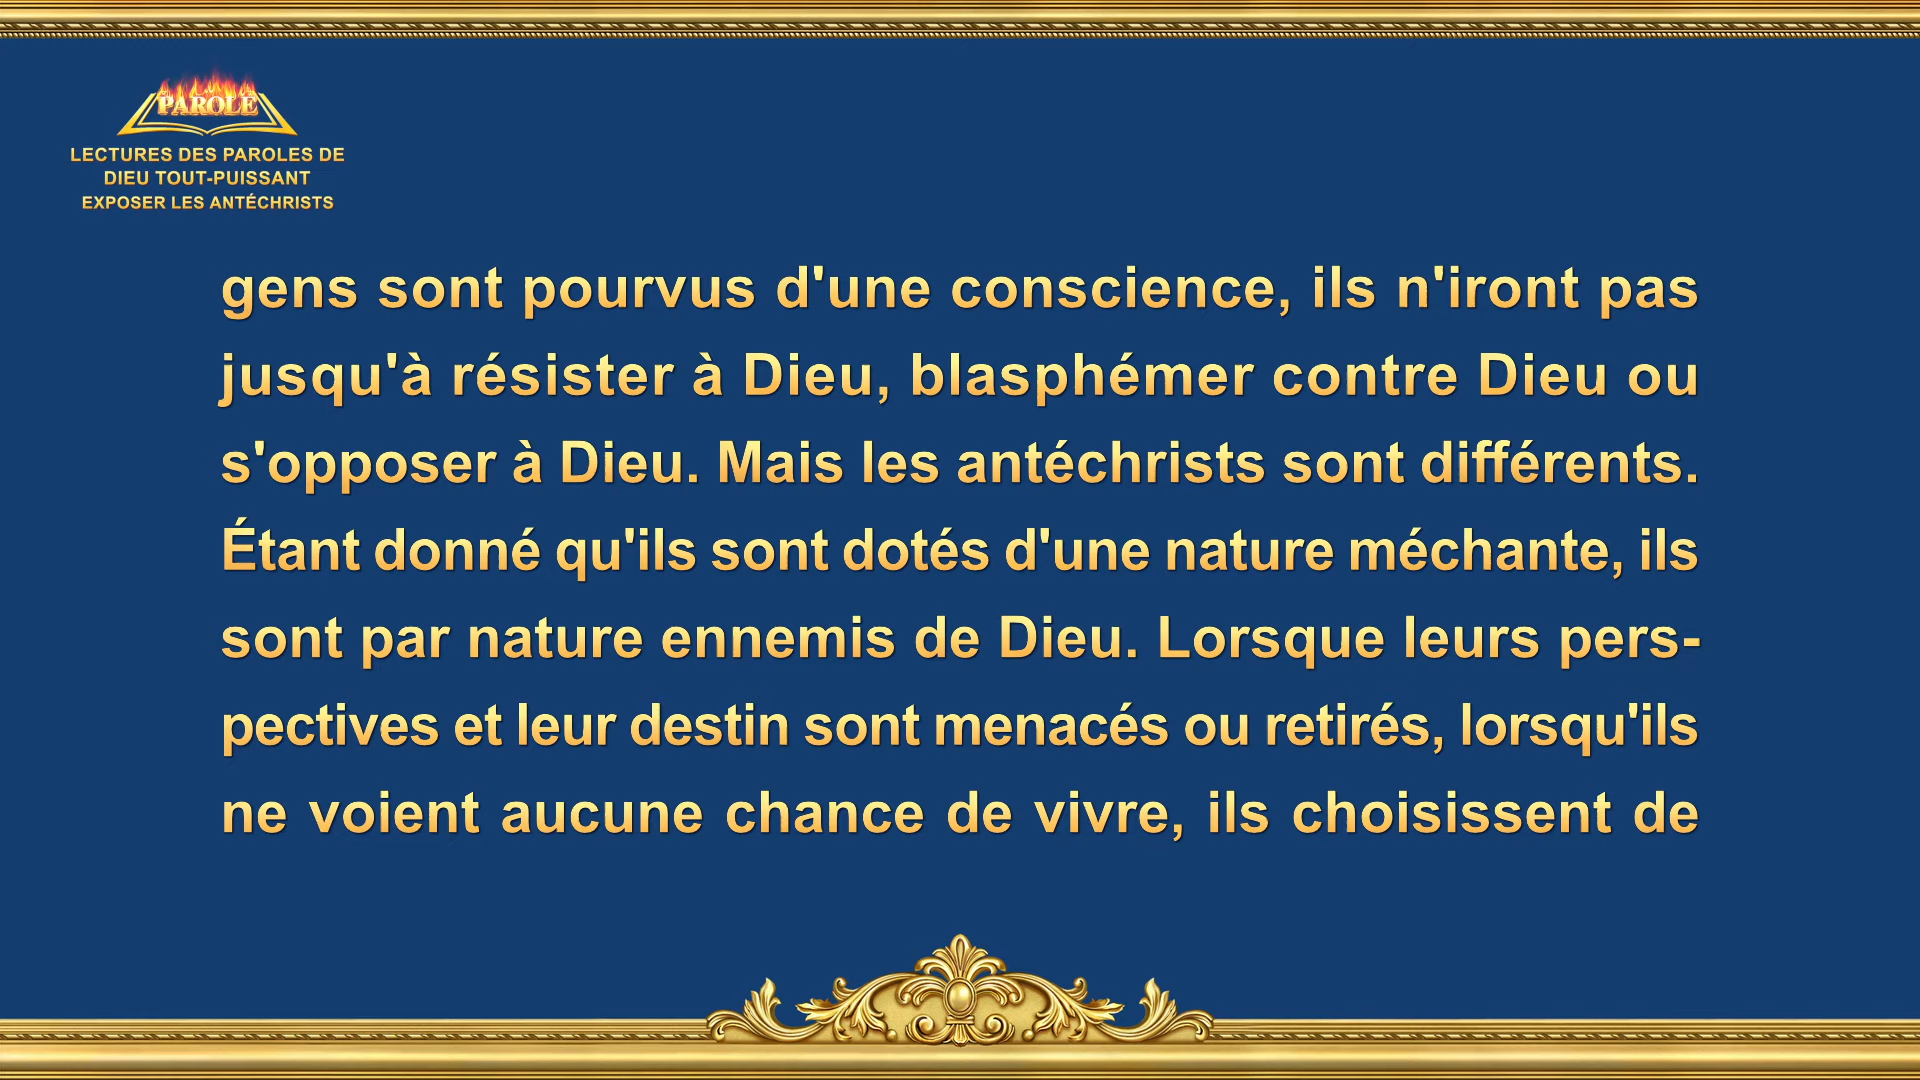 PAROLE
LECTURES DES PAROLES DE
DIEU TOUT-PUISSANT
EXPOSER LES ANTÉCHRISTS
gens sont pourvus d'une conscience, ils n'iront pas
jusqu'à résister à Dieu, blasphémer contre Dieu ou
s'opposer à Dieu. Mais les antéchrists sont différents.
Étant donné qu'ils sont dotés d'une nature méchante, ils
sont par nature ennemis de Dieu. Lorsque leurs pers-
pectives et leur destin sont menacés ou retirés, lorsqu'ils
ne voient aucune chance de vivre, ils choisissent de